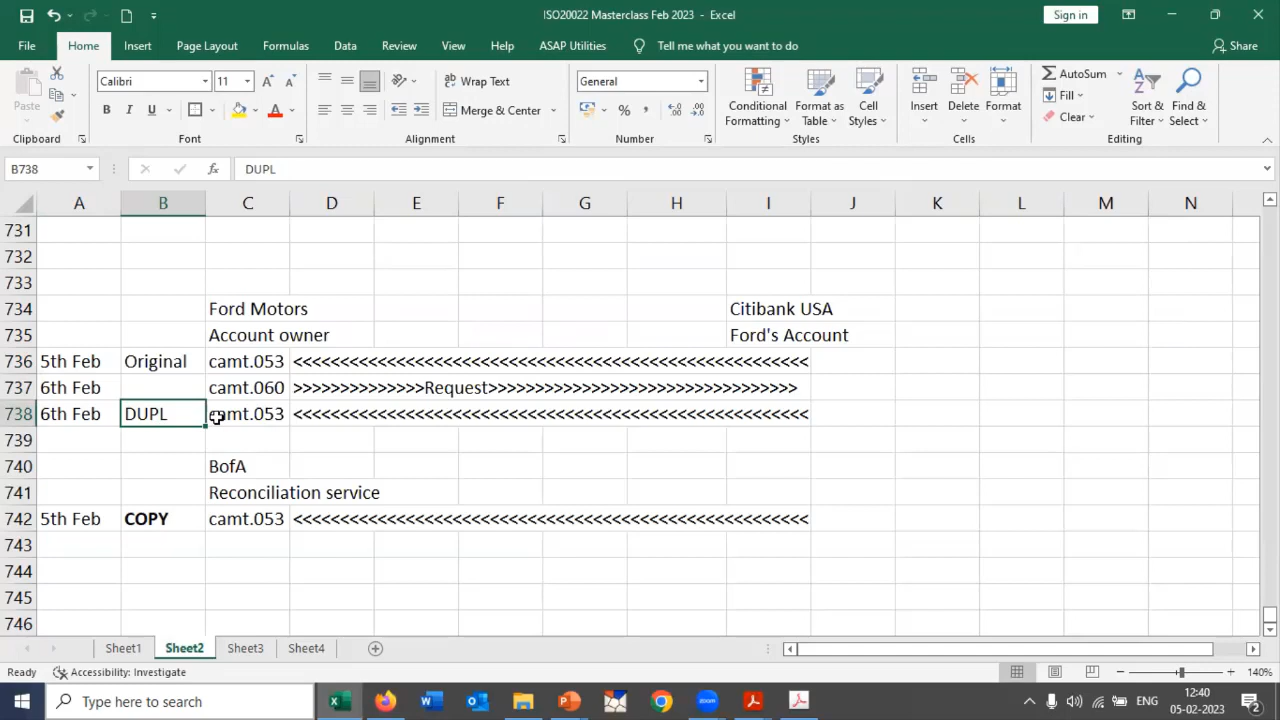 ISO20022 Masterclass Feb 2023 - Excel
Sign in
File Home Insert Page Layout Formulas Data Review View Help ASAP Utilities Tell me what you want to do Share
Paste
Calibri 11
B I U
Wrap Text
Merge & Center
General
Conditional Formatting
Format as Table
Cell Styles
Insert Delete Format
AutoSum
Fill
Clear
Sort & Filter
Find & Select
Clipboard Font Alignment Number Styles Cells Editing
B738 fx DUPL
A B C D E F G H I J K L M N
731
732
733
734 Ford Motors Citibank USA
735 Account owner Ford's Account
736 5th Feb Original camt.053 <<<<<<<<<<<<<<<<<<<<<<<<<<<<<<<<<<<<<<<<<<<<<<<<<<<<<<<
737 6th Feb camt.060 >>>>>>>>>>>>>>Request>>>>>>>>>>>>>>>>>>>>>>>>>>>>>>>>>
738 6th Feb DUPL camt.053 <<<<<<<<<<<<<<<<<<<<<<<<<<<<<<<<<<<<<<<<<<<<<<<<<<<<<<<
739
740 BofA
741 Reconciliation service
742 5th Feb COPY camt.053 <<<<<<<<<<<<<<<<<<<<<<<<<<<<<<<<<<<<<<<<<<<<<<<<<<<<<<<
743
744
745
746
Sheet1 Sheet2 Sheet3 Sheet4
Ready Accessibility: Investigate 140%
Type here to search
ENG
12:40
05-02-2023
2